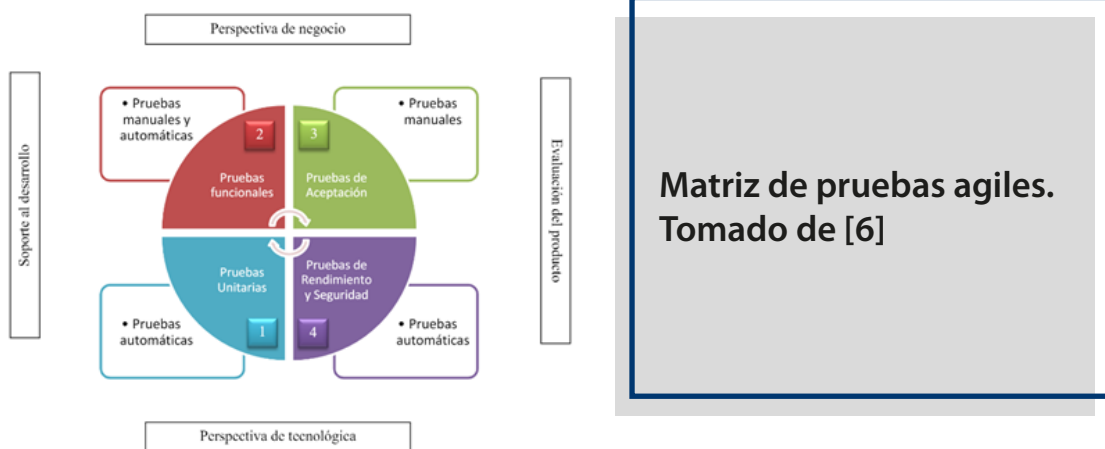 Perspectiva de negocio
Soporte al desarrollo
• Pruebas
manuales y
automáticas
2
Pruebas
funcionales
3
Pruebas de
Aceptación
• Pruebas
manuales
Evaluación del producto
Pruebas
Unitarias
1
• Pruebas
automáticas
Pruebas de
Rendimiento
y Seguridad
4
• Pruebas
automáticas
Perspectiva de tecnológica
Matriz de pruebas agiles.
Tomado de [6]